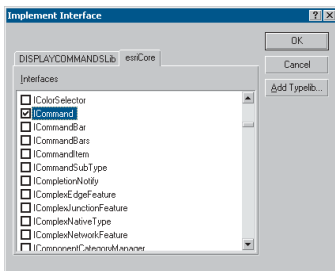 Implement Interface
OK
Cancel
Add Typelib...
DISPLAYCOMMANDSLib
esriCore
Interfaces
IColorSelector
ICommand
ICommandBar
ICommandBars
ICommandItem
ICommandSubType
ICompletionNotify
IComplexEdgeFeature
IComplexJunctionFeature
IComplexNativeType
IComplexNetworkFeature
IComponentCategoryManager